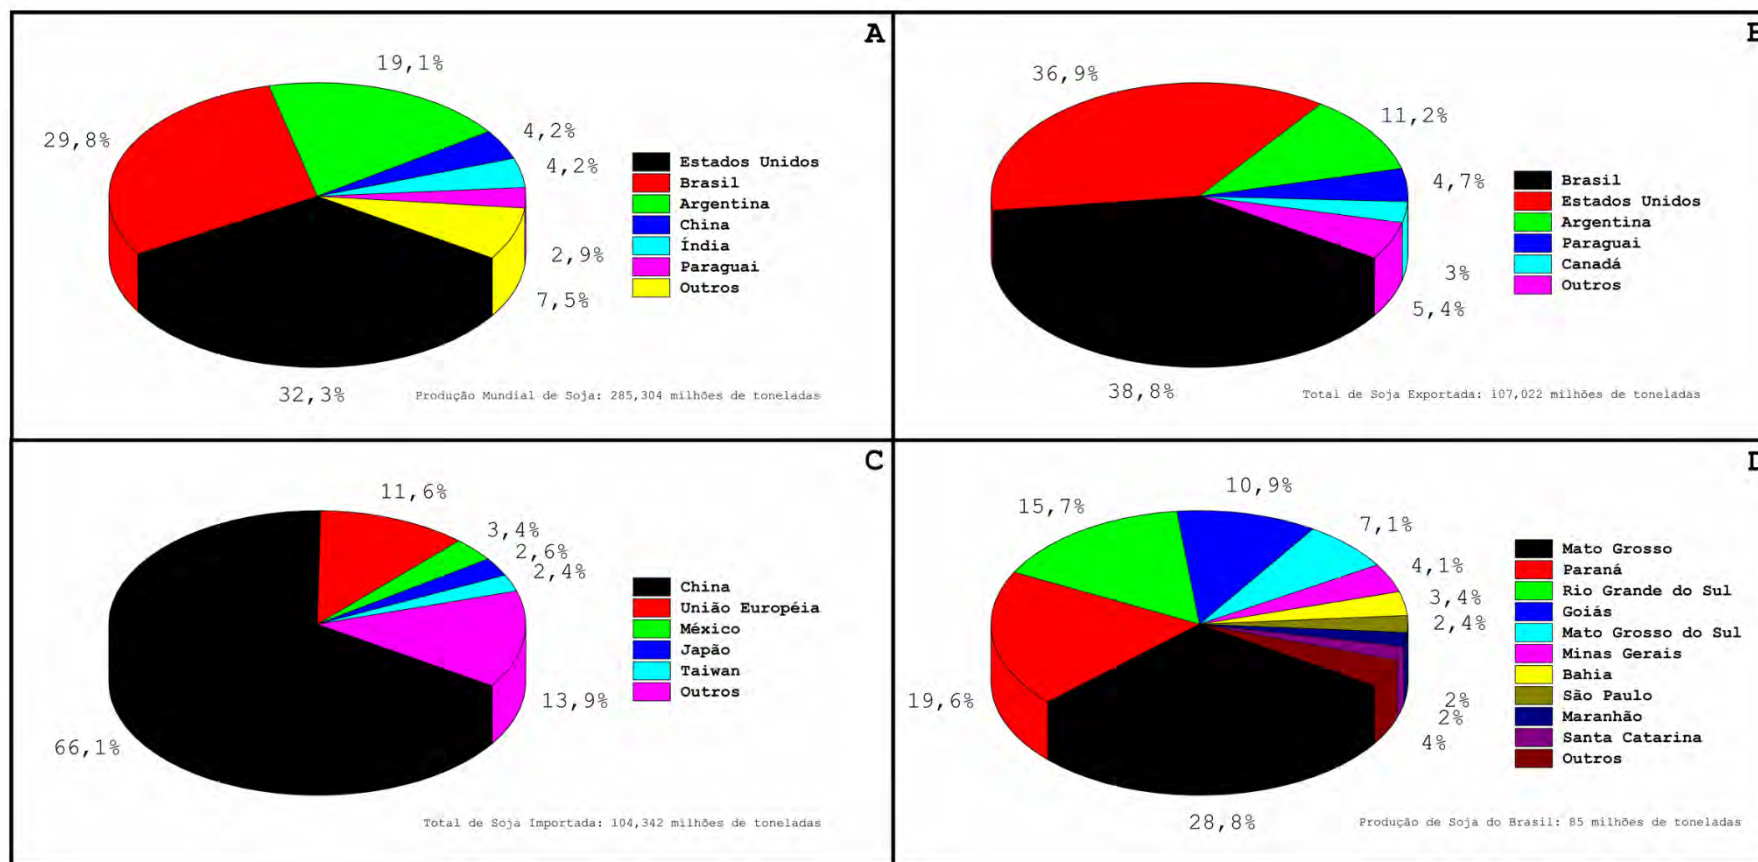 A
19,1%
29,8%
4,2%
4,2%
2,9%
7,5%
32,3%
Estados Unidos
Brasil
Argentina
China
Índia
Paraguai
Outros
Produção Mundial de Soja: 285,304 milhões de toneladas
36,9%
11,2%
4,7%
3%
5,4%
38,8%
Brasil
Estados Unidos
Argentina
Paraguai
Canadá
Outros
Total de Soja Exportada: 107,022 milhões de toneladas
C
11,6%
3,4%
2,6%
2,4%
13,9%
66,1%
China
União Européia
México
Japão
Taiwan
Outros
Total de Soja Importada: 104,342 milhões de toneladas
D
10,9%
15,7%
7,1%
4,1%
3,4%
2,4%
2%
2%
4%
19,6%
28,8%
Mato Grosso
Paraná
Rio Grande do Sul
Goiás
Mato Grosso do Sul
Minas Gerais
Bahia
São Paulo
Maranhão
Santa Catarina
Outros
Produção de Soja do Brasil: 85 milhões de toneladas